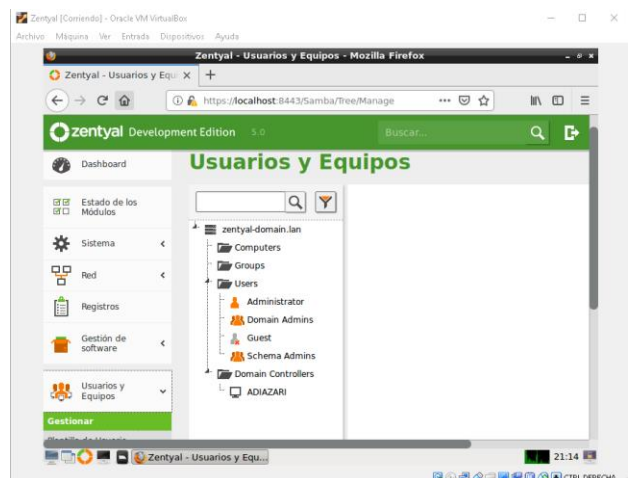 Zentyal [Corriendo] - Oracle VM VirtualBox
Archivo Máquina Ver Entrada Dispositivos Ayuda
Zentyal - Usuarios y Equipos - Mozilla Firefox
Zentyal - Usuarios y Equ
https://localhost:8443/Samba/Tree/Manage
zentyal Development Edition 5.0
Buscar...
Dashboard
Estado de los
Módulos
Sistema
Red
Registros
Gestión de
software
Usuarios y
Equipos
Gestionar
Usuarios y Equipos
zentyal-domain.lan
Computers
Groups
Users
Administrator
Domain Admins
Guest
Schema Admins
Domain Controllers
ADIAZARI
Zentyal - Usuarios y Equ...
21:14
CTRL DERECHA